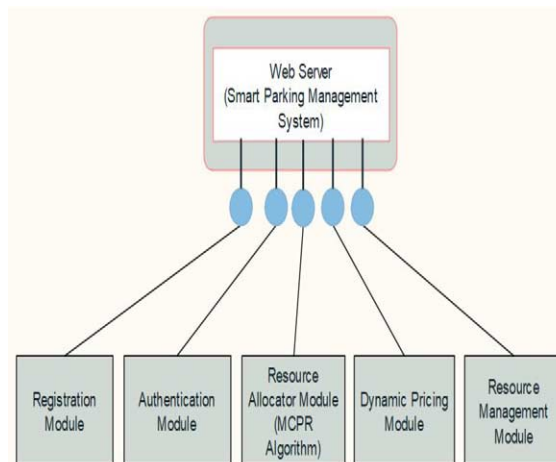 Web Server
(Smart Parking Management
System)
Registration
Module
Authentication
Module
Resource
Allocator Module
(MCPR
Algorithm)
Dynamic Pricing
Module
Resource
Management
Module